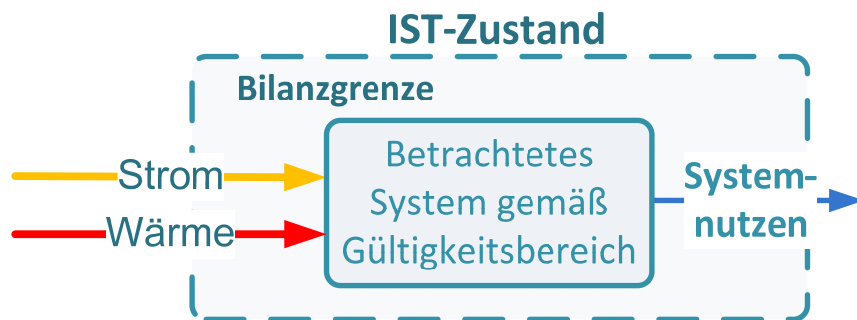 IST-Zustand
Bilanzgrenze
Strom
Wärme
Betrachtetes
System gemäß
Gültigkeitsbereich
System-
nutzen